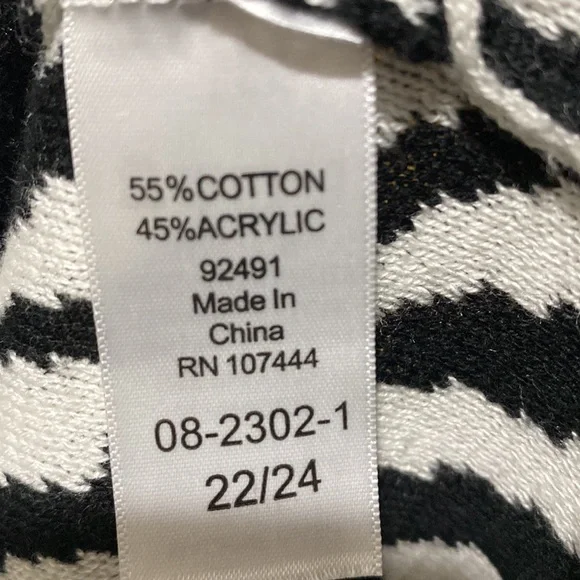 55%COTTON
45%ACRYLIC
92491
Made In
China
RN 107444
08-2302-1
22/24